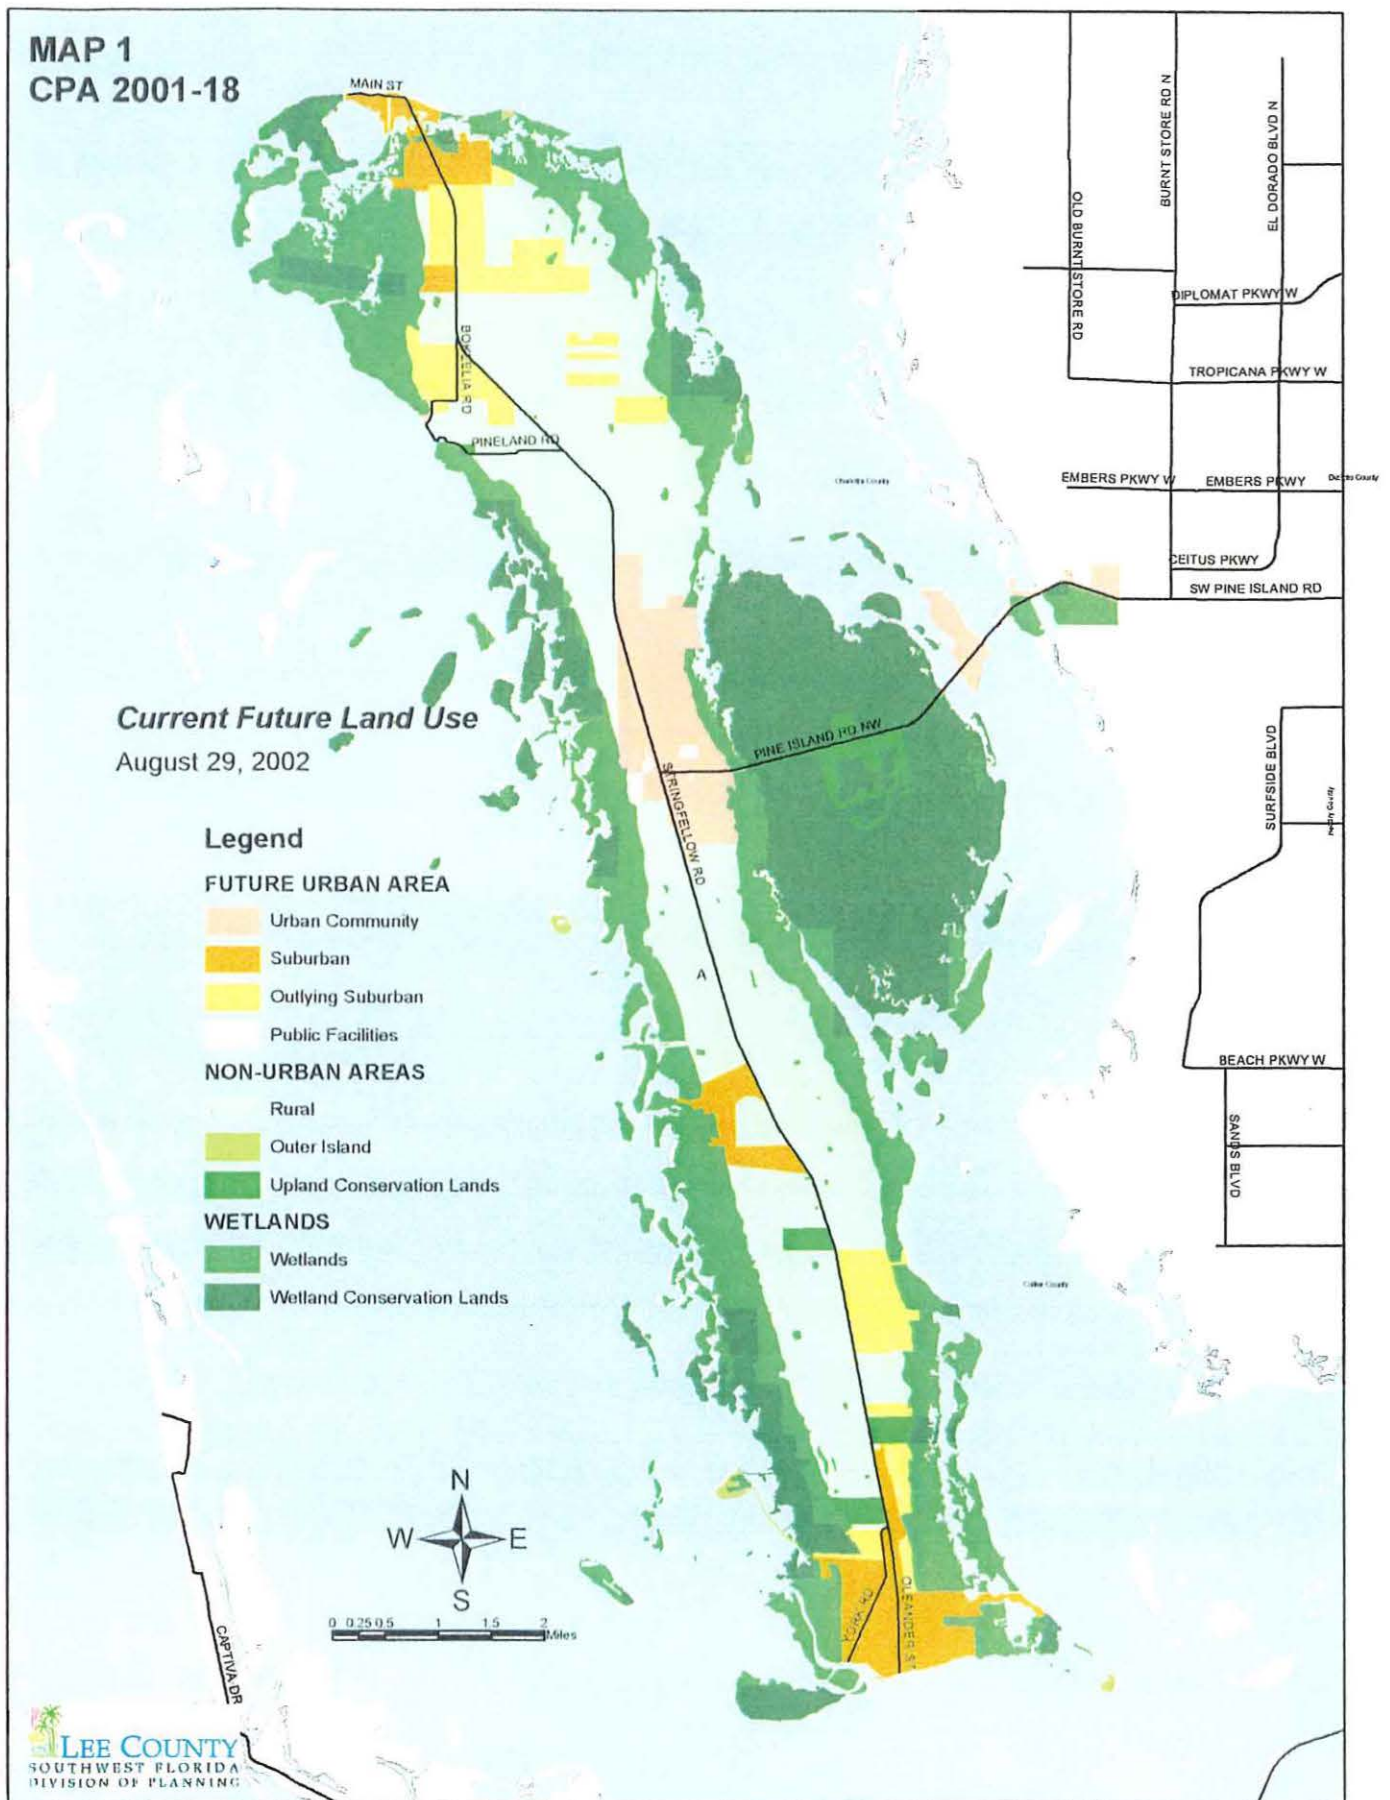 MAP 1
CPA 2001-18
MAIN ST
OLD BURNT STORE RD
BURNT STORE RD N
EL DORADO BLVD N
DIPLOMAT PKWY W
TROPICANA PKWY W
BOKEELIA RD
PINELAND RD
Charlotte County
EMBERS PKWY W
EMBERS PKWY
CEITUS PKWY
SW PINE ISLAND RD
Current Future Land Use
August 29, 2002
PINE ISLAND RD NW
STRINGFELLOW RD
SURFSIDE BLVD
Legend
FUTURE URBAN AREA
Urban Community
Suburban
Outlying Suburban
Public Facilities
NON-URBAN AREAS
Rural
Outer Island
Upland Conservation Lands
WETLANDS
Wetlands
Wetland Conservation Lands
A
BEACH PKWY W
SANDS BLVD
Collier County
N
W E
S
0 0.25 0.5 1 1.5 2
Miles
YORK RD
OLEANDER ST
CAPTIVA DR
LEE COUNTY
SOUTHWEST FLORIDA
DIVISION OF PLANNING